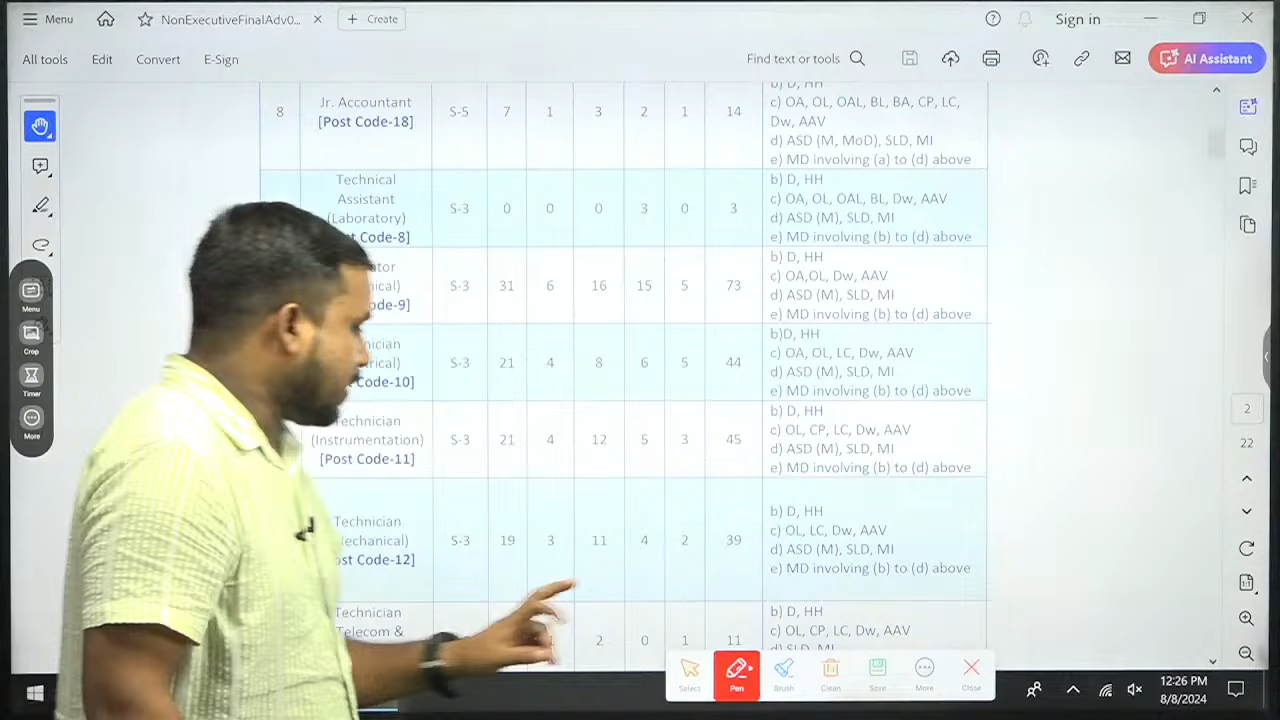 Menu
NonExecutiveFinalAdv0...
Create
Sign in
All tools
Edit
Convert
E-Sign
Find text or tools
AI Assistant
8
Jr. Accountant
[Post Code-18]
S-5
7
1
3
2
1
14
b) D, HH
c) OA, OL, OAL, BL, BA, CP, LC,
Dw, AAV
d) ASD (M, MoD), SLD, MI
e) MD involving (a) to (d) above
Technical
Assistant
(Laboratory)
Code-8]
S-3
0
0
0
3
0
3
b) D, HH
c) OA, OL, OAL, BL, Dw, AAV
d) ASD (M), SLD, MI
e) MD involving (b) to (d) above
S-3
31
6
16
15
5
73
b) D, HH
c) OA,OL, Dw, AAV
d) ASD (M), SLD, MI
e) MD involving (b) to (d) above
Code-10]
S-3
21
4
8
6
5
44
b)D, HH
c) OA, OL, LC, Dw, AAV
d) ASD (M), SLD, MI
e) MD involving (b) to (d) above
Technician
(Instrumentation)
[Post Code-11]
S-3
21
4
12
5
3
45
b) D, HH
c) OL, CP, LC, Dw, AAV
d) ASD (M), SLD, MI
e) MD involving (b) to (d) above
Technician
Code-12]
S-3
19
3
11
4
2
39
b) D, HH
c) OL, LC, Dw, AAV
d) ASD (M), SLD, MI
e) MD involving (b) to (d) above
Technician
Telecom &
2
0
1
11
b) D, HH
c) OL, CP, LC, Dw, AAV
d) SLD, MI
Menu
Crop
Timer
More
2
22
Select
Pen
Brush
Clean
Save
More
Close
12:26 PM
8/8/2024